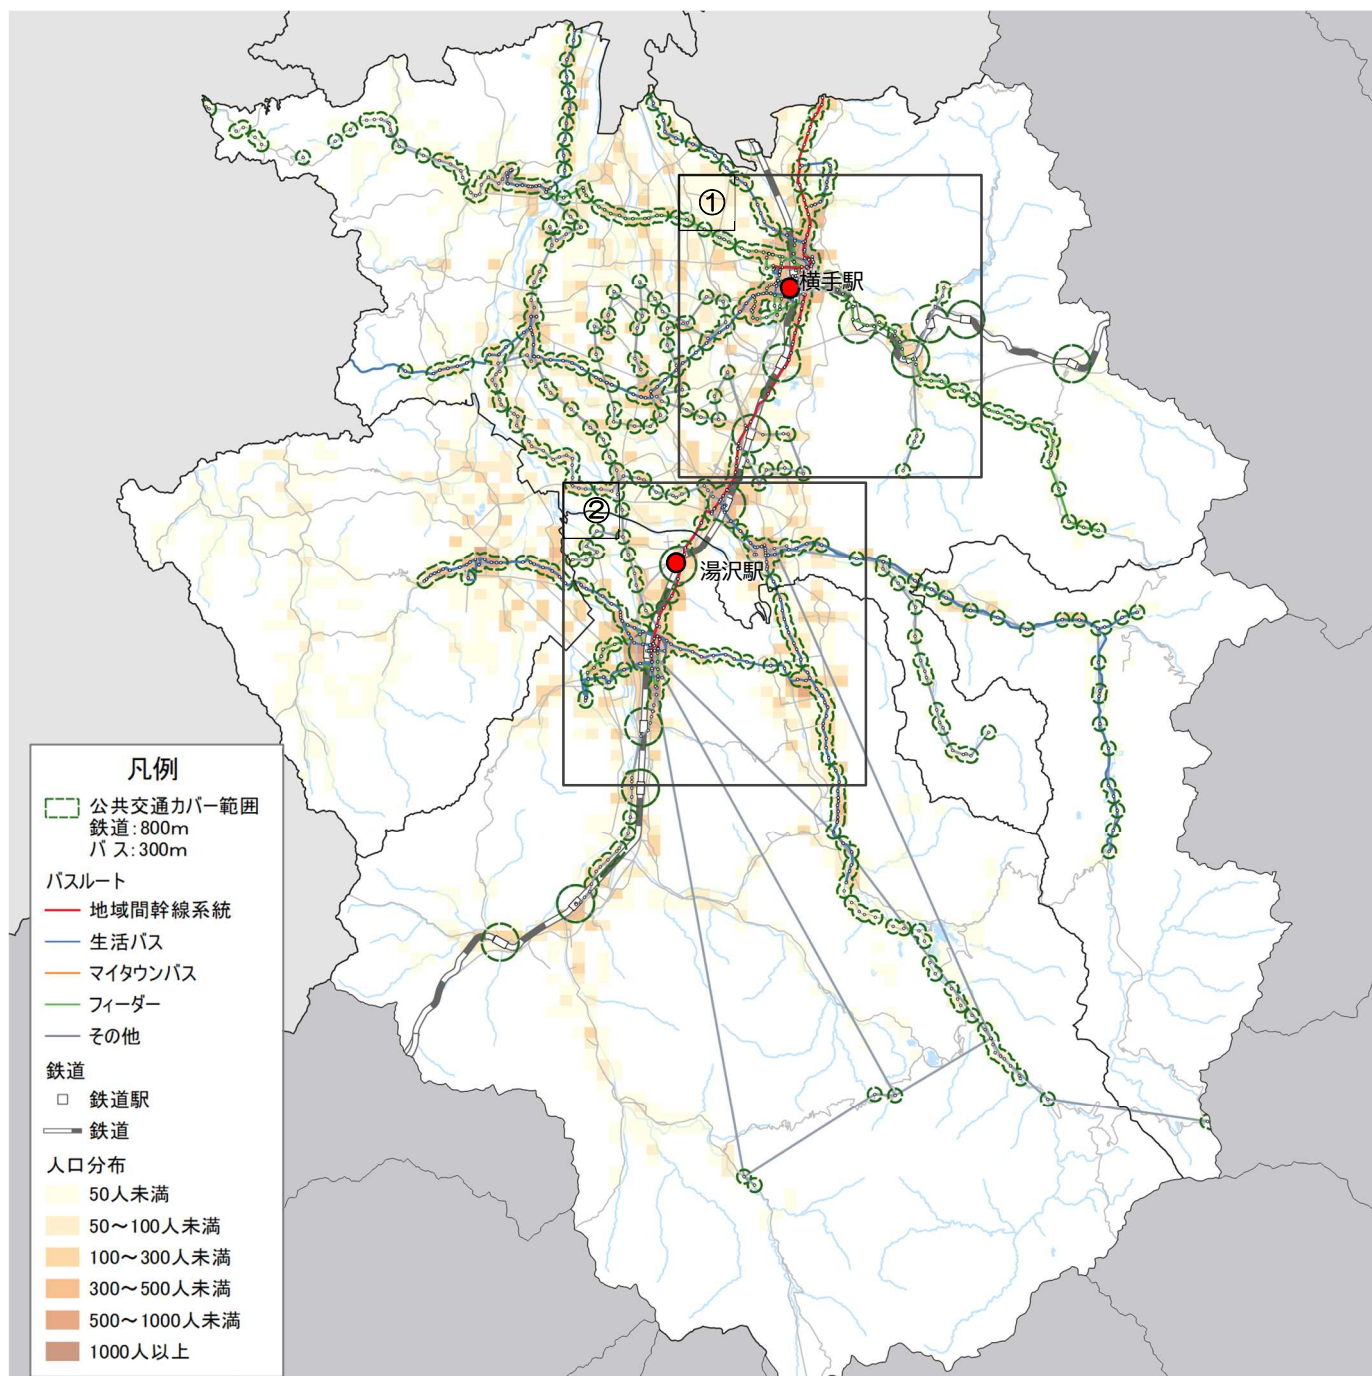 ①
横手駅
②
湯沢駅
凡例
公共交通カバー範囲
鉄道:800m
バス:300m
バスルート
地域間幹線系統
生活バス
マイタウンバス
フィーダー
その他
鉄道
鉄道駅
鉄道
人口分布
50人未満
50～100人未満
100～300人未満
300～500人未満
500～1000人未満
1000人以上